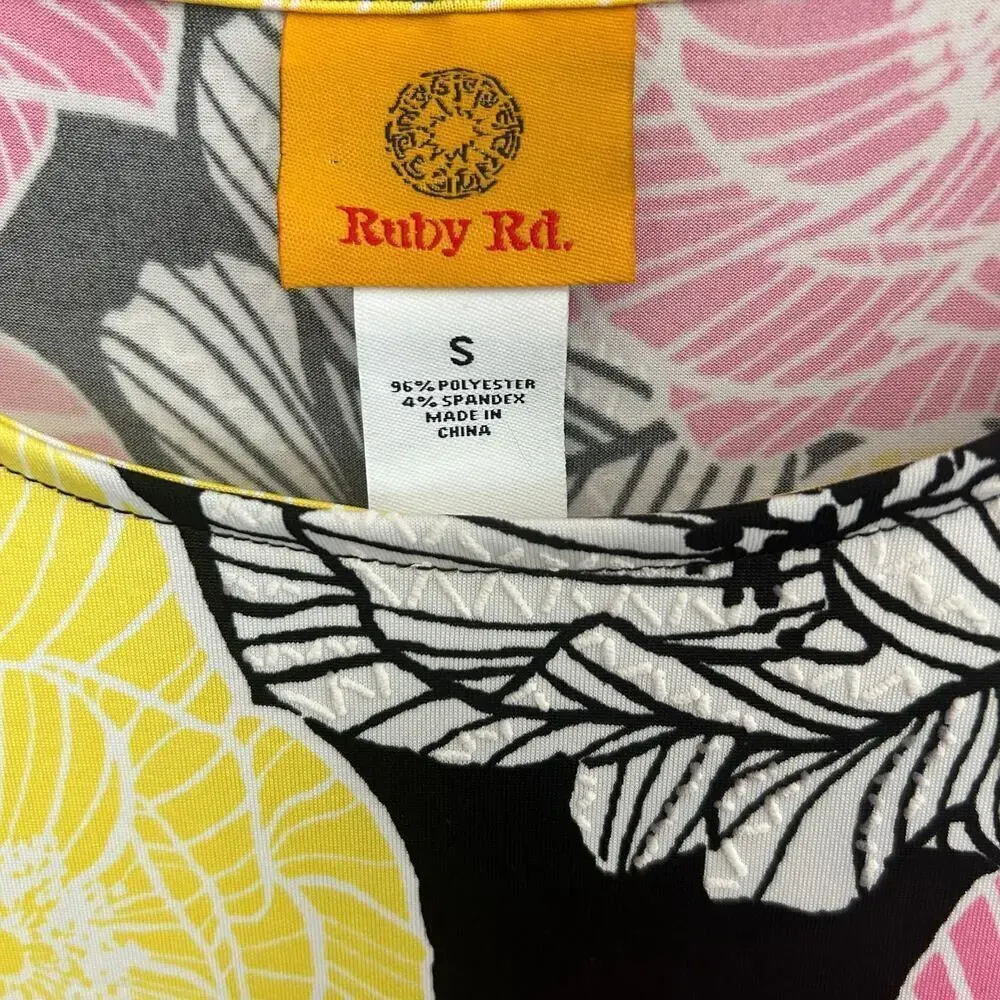 Ruby Rd.
S
96% POLYESTER
4% SPANDEX
MADE IN
CHINA